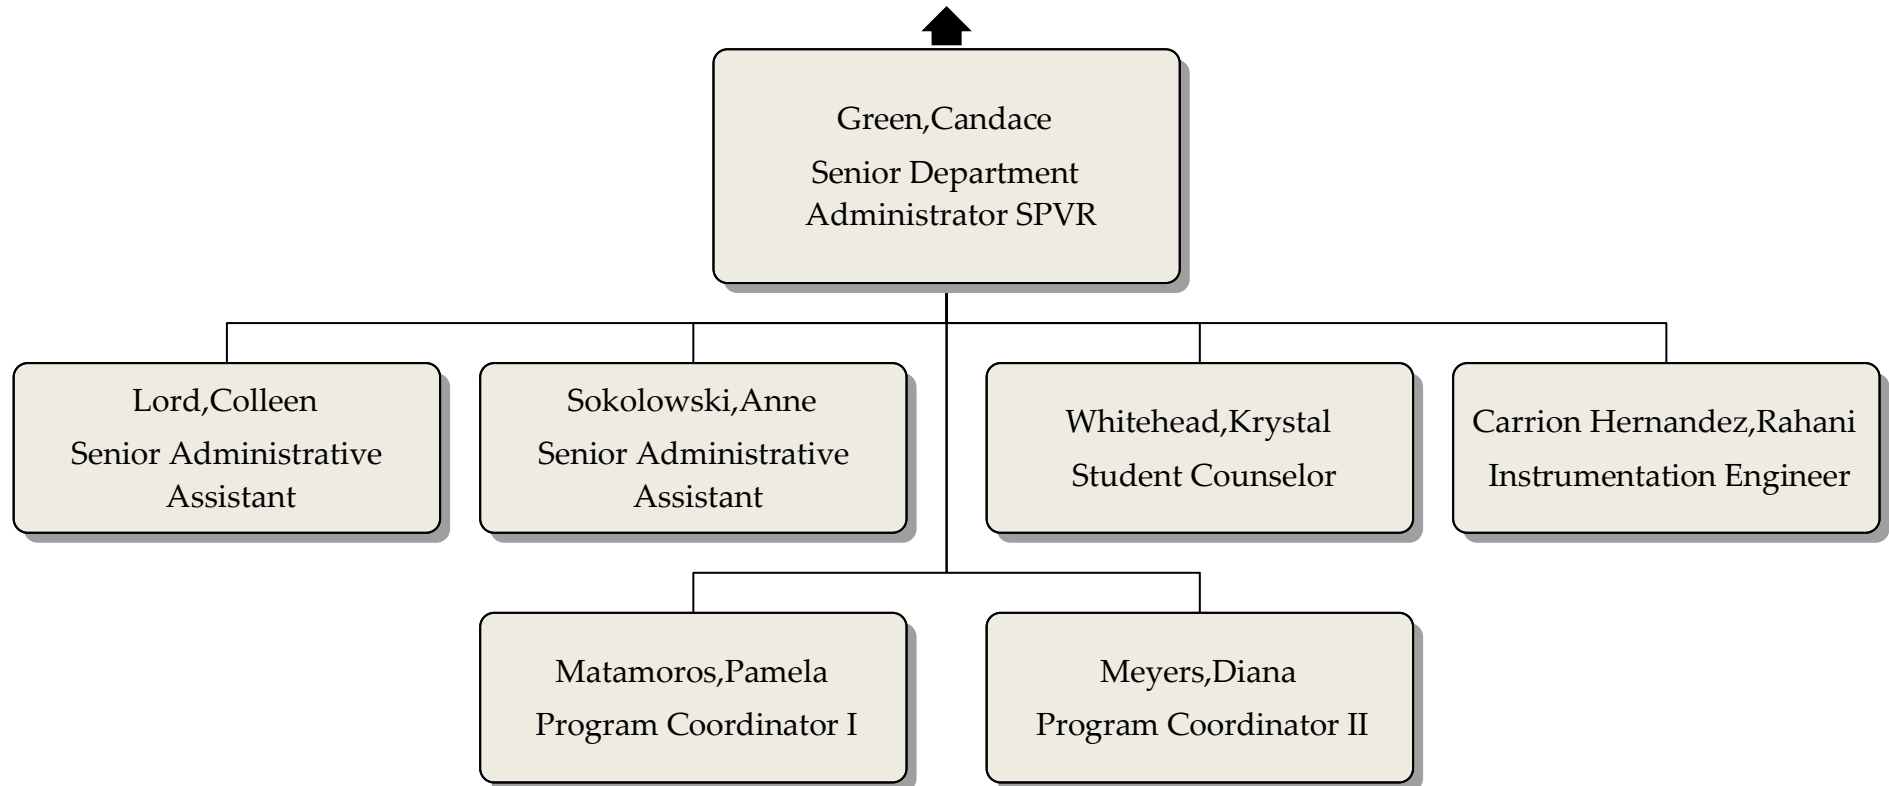 Green,Candace
Senior Department
Administrator SPVR
Lord,Colleen
Senior Administrative
Assistant
Sokolowski,Anne
Senior Administrative
Assistant
Whitehead,Krystal
Student Counselor
Carrion Hernandez,Rahani
Instrumentation Engineer
Matamoros,Pamela
Program Coordinator I
Meyers,Diana
Program Coordinator II